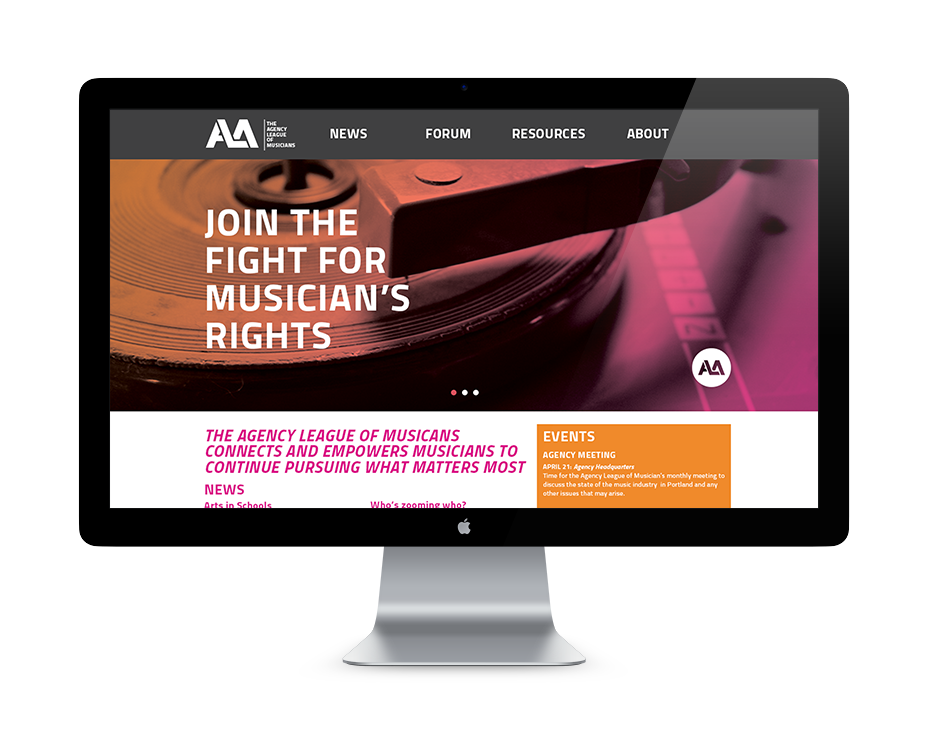 THE
AGENCY
LEAGUE
OF
MUSICIANS
NEWS FORUM RESOURCES ABOUT
JOIN THE
FIGHT FOR
MUSICIAN'S
RIGHTS
THE AGENCY LEAGUE OF MUSICANS
CONNECTS AND EMPOWERS MUSICIANS TO
CONTINUE PURSUING WHAT MATTERS MOST
NEWS
Arts in Schools
Who's zooming who?
EVENTS
AGENCY MEETING
APRIL 21: Agency Headquarters
Time for the Agency League of Musician's monthly meeting to
discuss the state of the music industry in Portland and any
other issues that may arise.